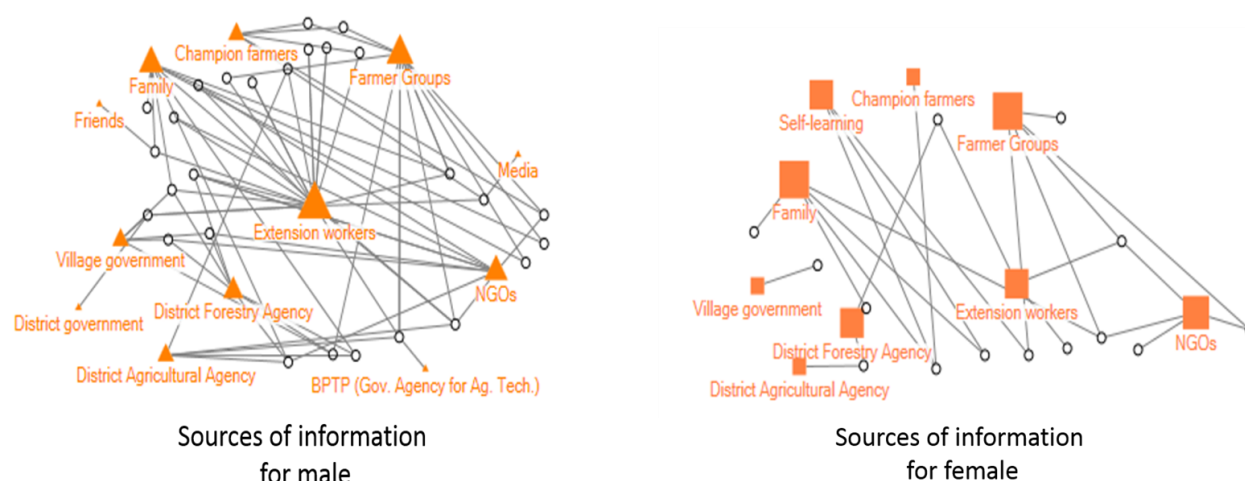 Champion farmers
Family
Farmer Groups
Friends
Media
Extension workers
Village government
NGOs
District Forestry Agency
District government
District Agricultural Agency
BPTP (Gov. Agency for Ag. Tech.)
Sources of information
for male
Champion farmers
Self-learning
Farmer Groups
Family
Village government
Extension workers
NGOs
District Forestry Agency
District Agricultural Agency
Sources of information
for female